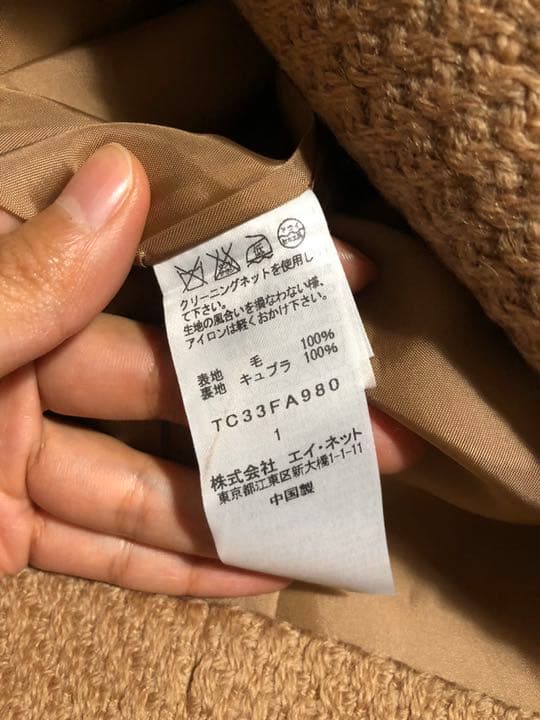 クリーニングネットを使用し
て下さい。
生地の風合いを損なわない様、
アイロンは軽くおかけ下さい。
表地 毛 100%
裏地 キュプラ 100%
TC33FA980
1
株式会社 エイ・ネット
東京都江東区新大橋1-1-11
中国製